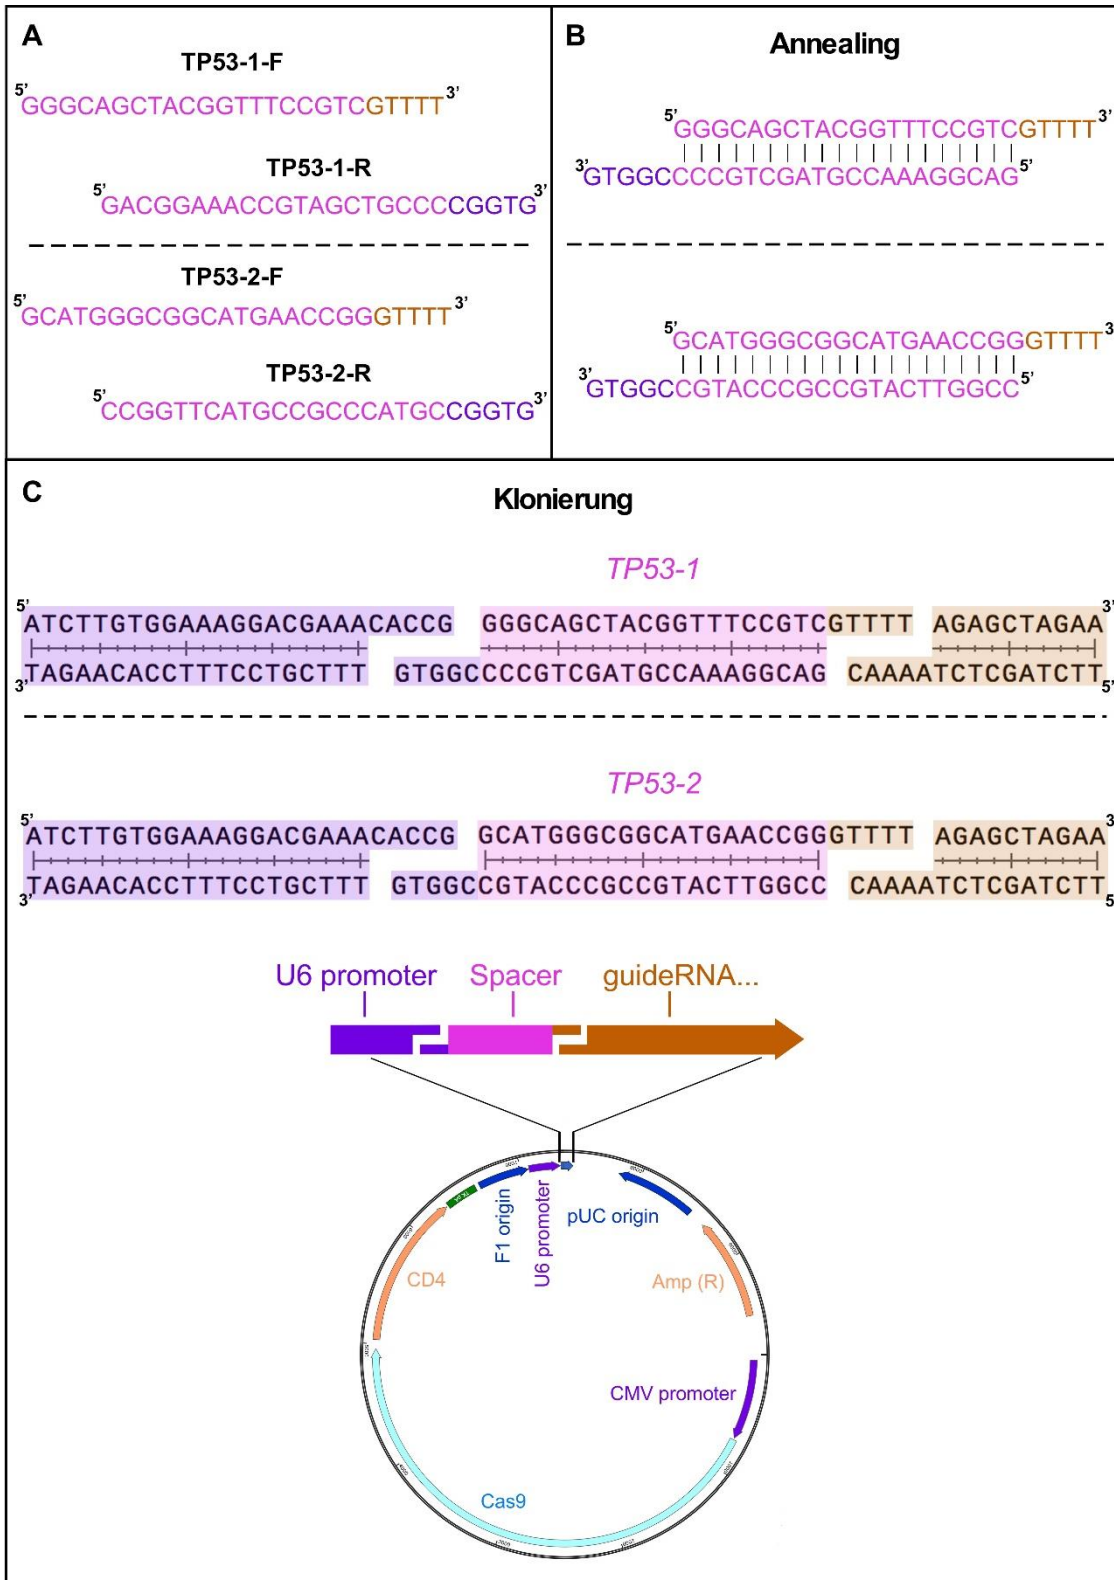 A
TP53-1-F
5’ GGGCAGCTACGGTTTCCGTCGTTTT 3’
TP53-1-R
5’ GACGGAAACCGTAGCTGCCCCGGTG 3’
TP53-2-F
5’ GCATGGGCGGCATGAACCGGGTTTT 3’
TP53-2-R
5’ CCGGTTCATGCCGCCCATGCCGGTG 3’
B
Annealing
5’ GGGCAGCTACGGTTTCCGTCGTTTT 3’
3’ GTGGCCCCGTCGATGCCAAAGGCAG 5’
5’ GCATGGGCGGCATGAACCGGGTTTT 3’
3’ GTGGCCGTACCCGCCGTACTTGGCC 5’
C
Klonierung
TP53-1
5’ ATCTTGTGGAAAGGACGAAACACCG GGGCAGCTACGGTTTCCGTCGTTTT AGAGCTAGAA 3’
3’ TAGAACACCTTTCCTGCTTT GTGGCCCCGTCGATGCCAAAGGCAG CAAAATCTCGATCTT 5’
TP53-2
5’ ATCTTGTGGAAAGGACGAAACACCG GCATGGGCGGCATGAACCGGGTTTT AGAGCTAGAA 3’
3’ TAGAACACCTTTCCTGCTTT GTGGCCGTACCCGCCGTACTTGGCC CAAAATCTCGATCTT 5’
U6 promoter Spacer guideRNA...
F1 origin
U6 promoter
pUC origin
CD4
Amp (R)
CMV promoter
Cas9